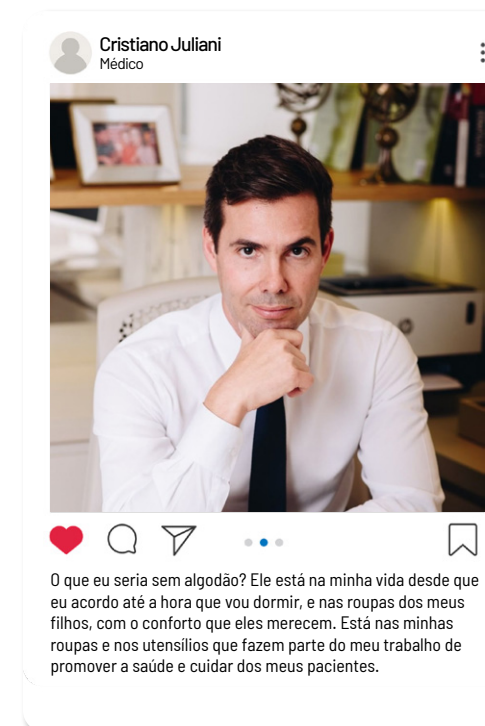 Cristiano Juliani
Médico
O que eu seria sem algodão? Ele está na minha vida desde que
eu acordo até a hora que vou dormir, e nas roupas dos meus
filhos, com o conforto que eles merecem. Está nas minhas
roupas e nos utensílios que fazem parte do meu trabalho de
promover a saúde e cuidar dos meus pacientes.